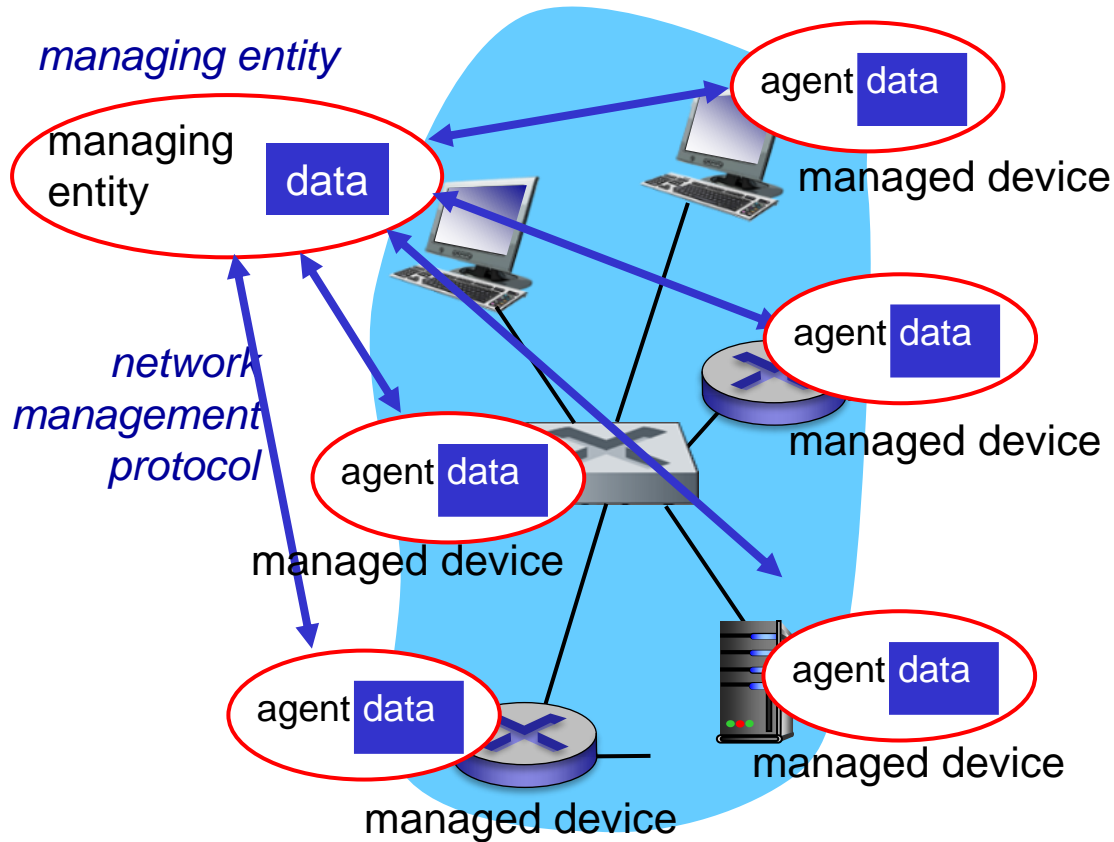 managing entity
agent data
managed device
managing
entity
data
agent data
managed device
network
management
protocol
agent data
managed device
agent data
managed device
agent data
managed device